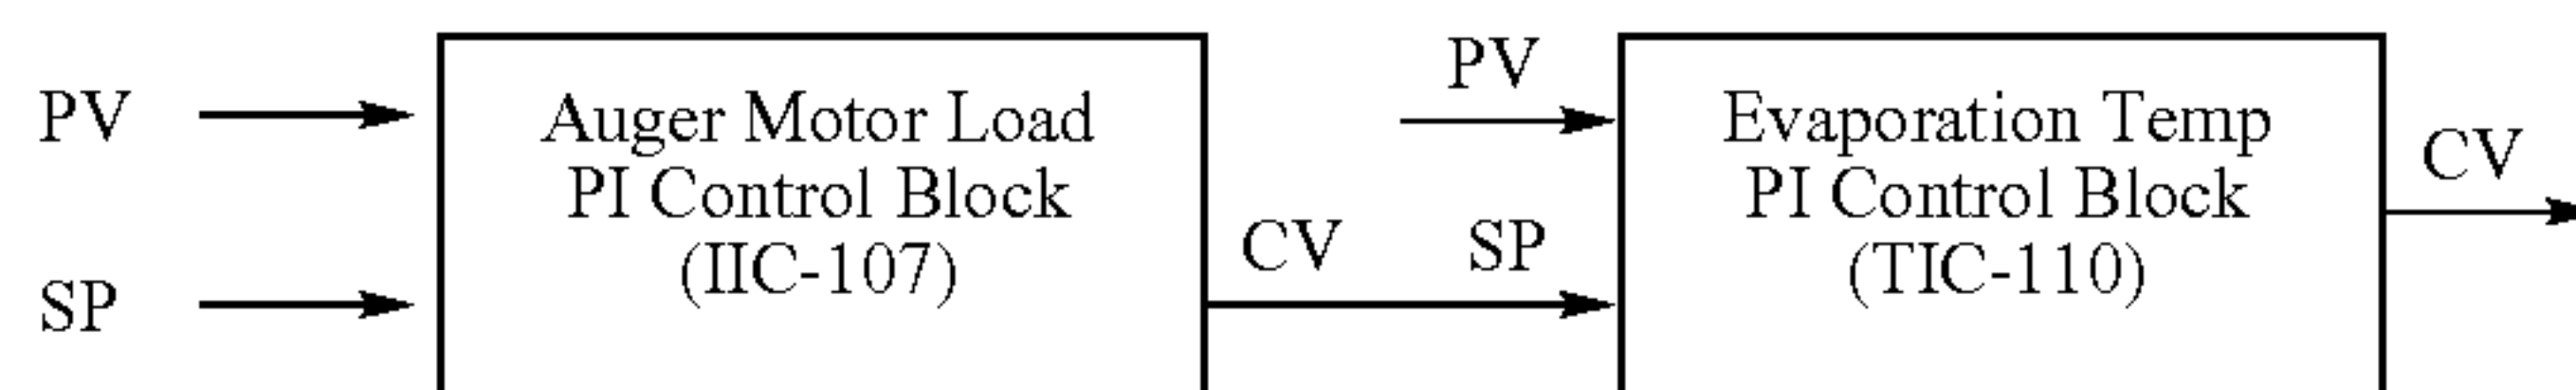 PV
SP
Auger Motor Load
PI Control Block
(IIC-107)
CV
PV
SP
Evaporation Temp
PI Control Block
(TIC-110)
CV